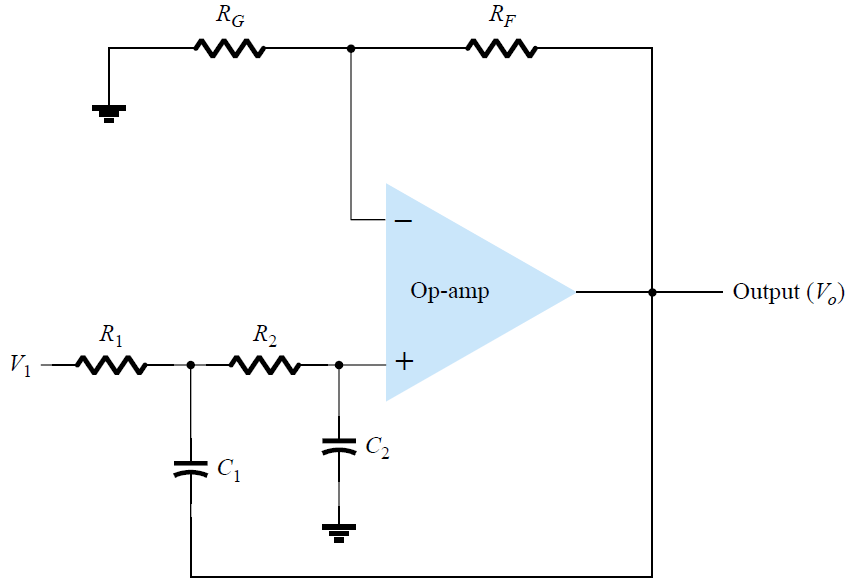 R_G
R_F
−
Op-amp
Output (V_o)
R_1
R_2
V_1
+
C_1
C_2